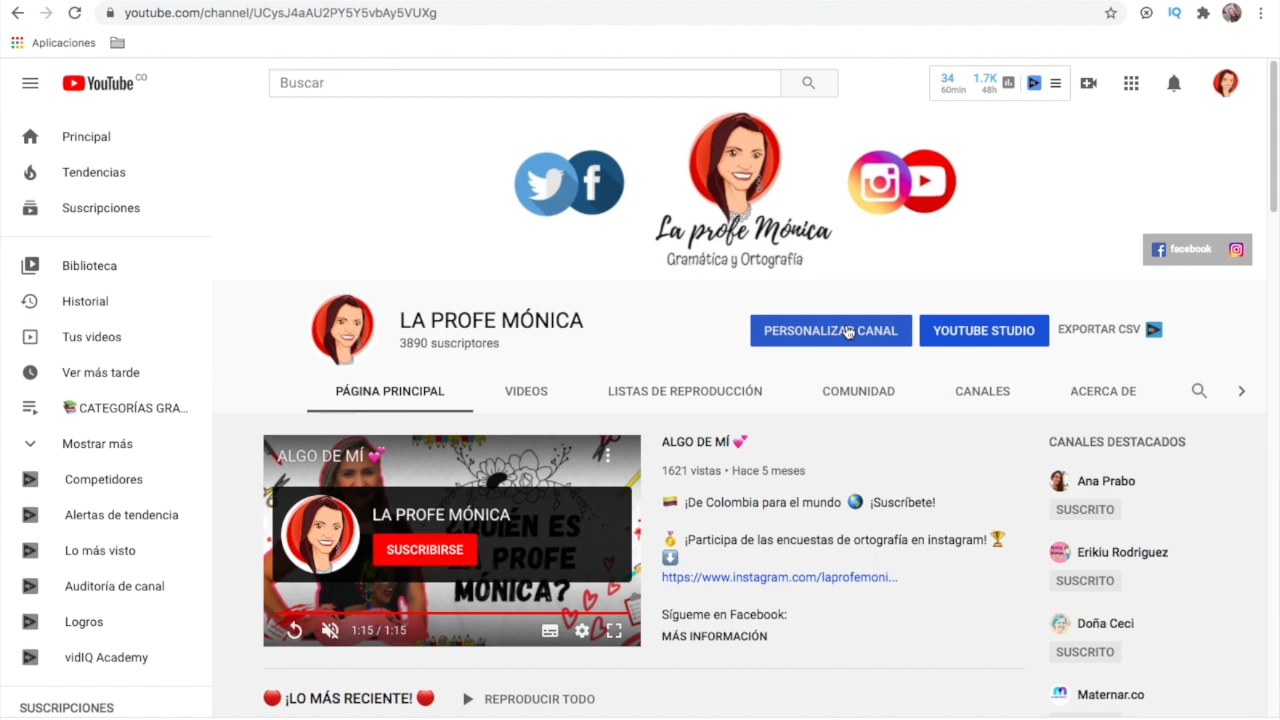 youtube.com/channel/UCysJ4aAU2PY5Y5vbAy5VUXg
IQ
Aplicaciones
YouTube CO
Buscar
34
60min
1.7K
48h
Principal
Tendencias
Suscripciones
Biblioteca
Historial
Tus videos
Ver más tarde
📚CATEGORÍAS GRA...
Mostrar más
Competidores
Alertas de tendencia
Lo más visto
Auditoría de canal
Logros
vidIQ Academy
SUSCRIPCIONES
La profe Mónica
Gramática y Ortografía
facebook
LA PROFE MÓNICA
3890 suscriptores
PERSONALIZAR CANAL
YOUTUBE STUDIO
EXPORTAR CSV
PÁGINA PRINCIPAL
VIDEOS
LISTAS DE REPRODUCCIÓN
COMUNIDAD
CANALES
ACERCA DE
ALGO DE MÍ 💕
LA PROFE MÓNICA
SUSCRIBIRSE
¿QUIÉN ES
LA PROFE
MÓNICA?
1:15 / 1:15
ALGO DE MÍ 💕
1621 vistas • Hace 5 meses
🇨🇴 ¡De Colombia para el mundo 🌎 ¡Suscríbete!
🏅 ¡Participa de las encuestas de ortografía en instagram! 🏆
⬇️
https://www.instagram.com/laprofemoni...
Sígueme en Facebook:
MÁS INFORMACIÓN
CANALES DESTACADOS
Ana Prabo
SUSCRITO
Erikiu Rodriguez
SUSCRITO
Doña Ceci
SUSCRITO
Maternar.co
🔴 ¡LO MÁS RECIENTE! 🔴
REPRODUCIR TODO